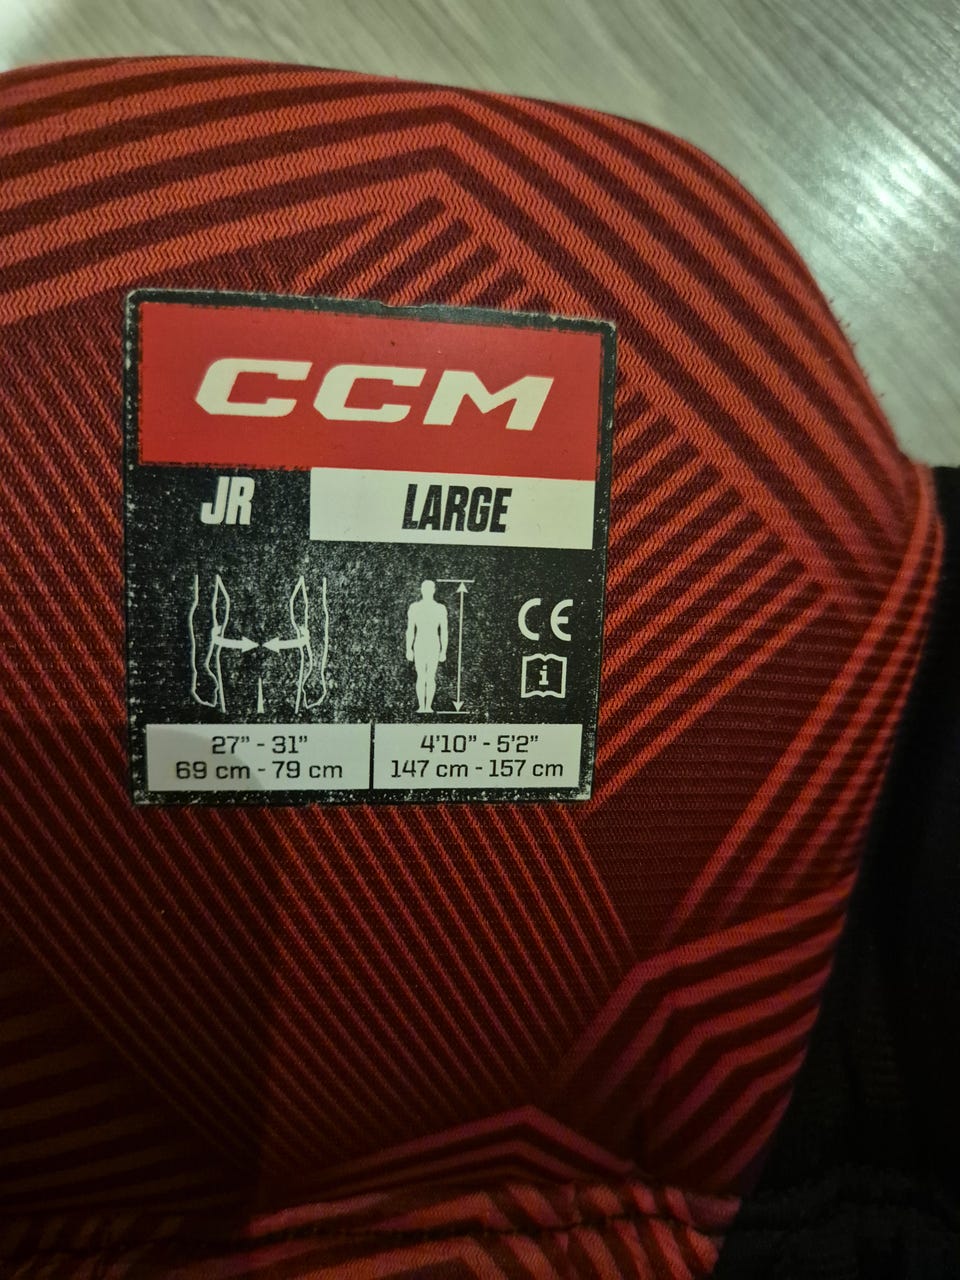 CCM
JR
LARGE
CE
i
27” - 31”
69 cm - 79 cm
4'10” - 5'2”
147 cm - 157 cm